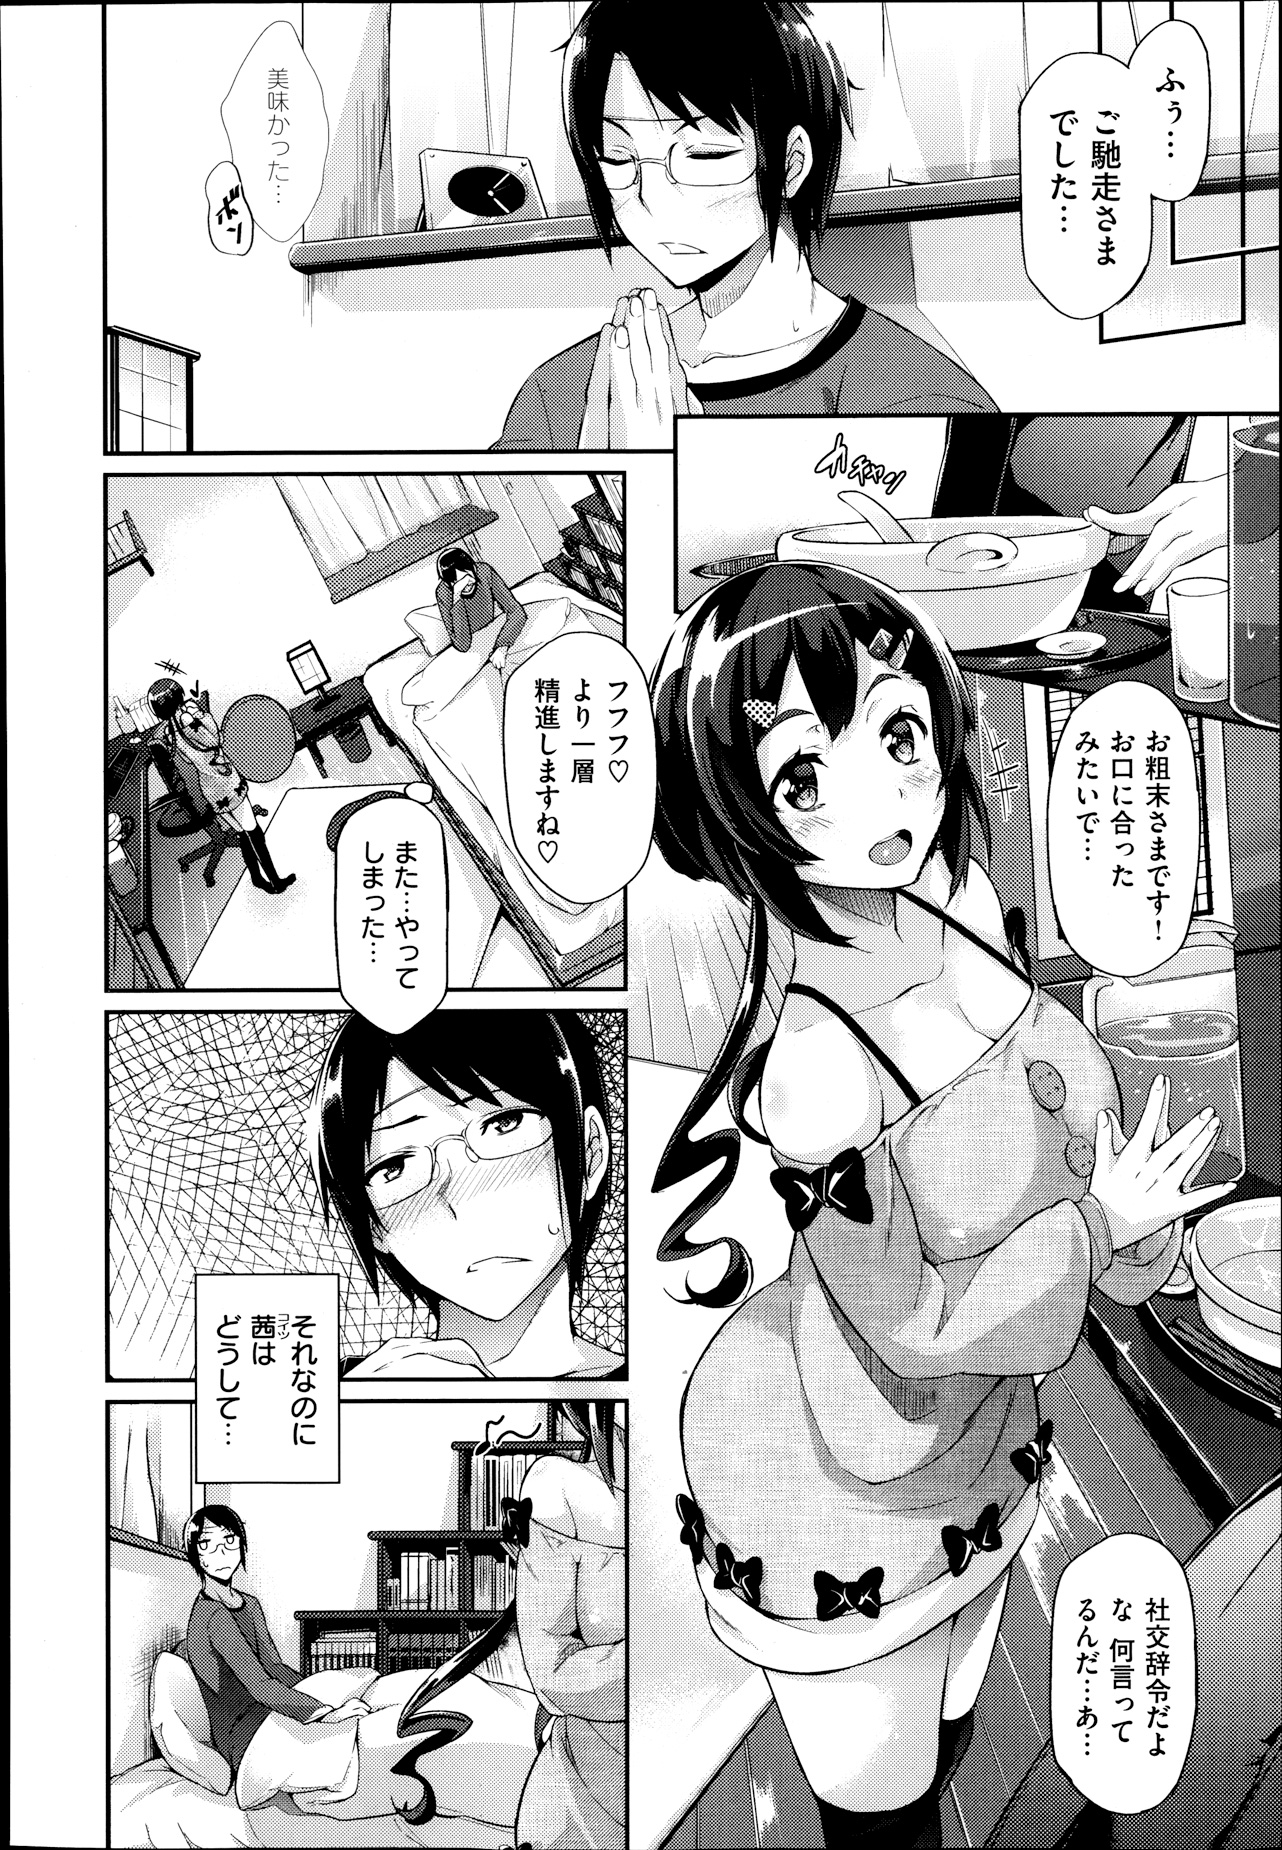 ふぅ…
ご馳走さま
でした…
美味かった…
ボソ
カチャッ
お粗末さまです！
お口に合った
みたいで…
社交辞令だよ
な 何言って
るんだ…あ…
フフフ♡
より一層
精進しますね♡
また…やって
しまった…
それなのに
茜は
コイツ
どうして…